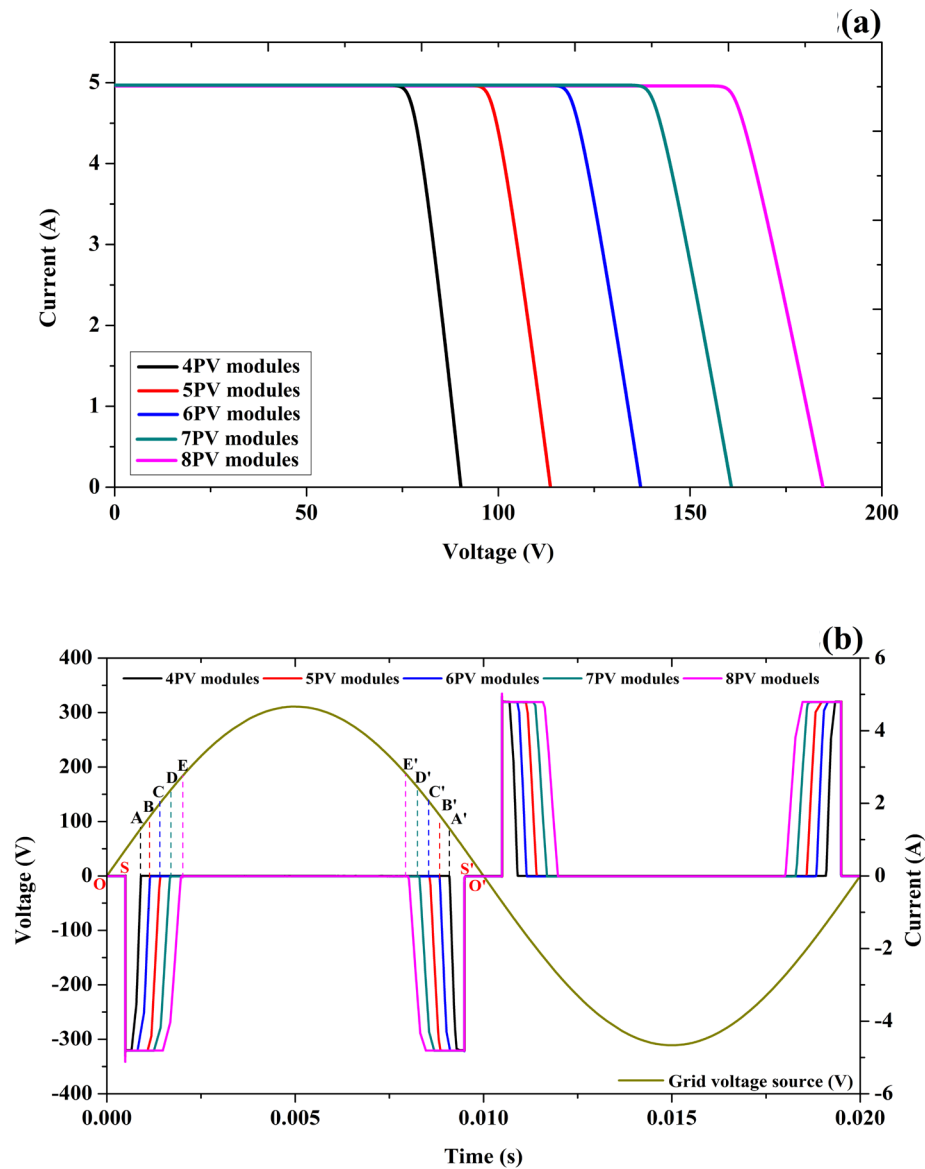 (a)
5
4
3
2
1
0
Current (A)
4PV modules
5PV modules
6PV modules
7PV modules
8PV modules
0 50 100 150 200
Voltage (V)
(b)
400
300
200
100
0
-100
-200
-300
-400
Voltage (V)
4PV modules 5PV modules 6PV modules 7PV modules 8PV moduels
6
4
2
0
-2
-4
-6
Current (A)
E
D
C
B
A
E'
D'
C'
B'
A'
S
O
S'
O'
Grid voltage source (V)
0.000 0.005 0.010 0.015 0.020
Time (s)